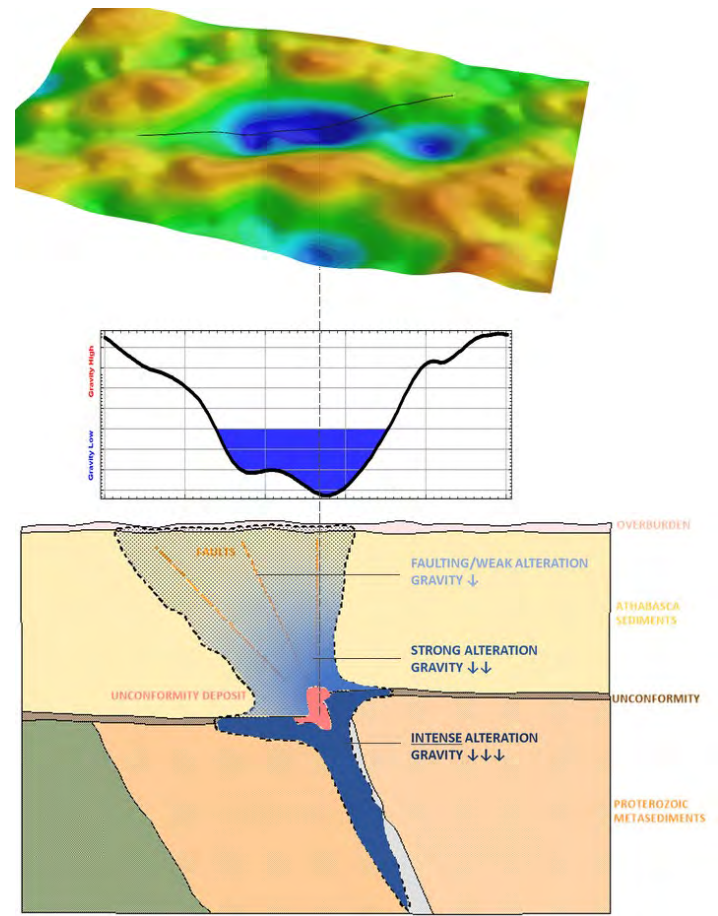 Gravity High
Gravity Low
OVERBURDEN
FAULTS
FAULTING/WEAK ALTERATION
GRAVITY ↓
ATHABASCA
SEDIMENTS
STRONG ALTERATION
GRAVITY ↓↓
UNCONFORMITY DEPOSIT
UNCONFORMITY
INTENSE ALTERATION
GRAVITY ↓↓↓
PROTEROZOIC
METASEDIMENTS